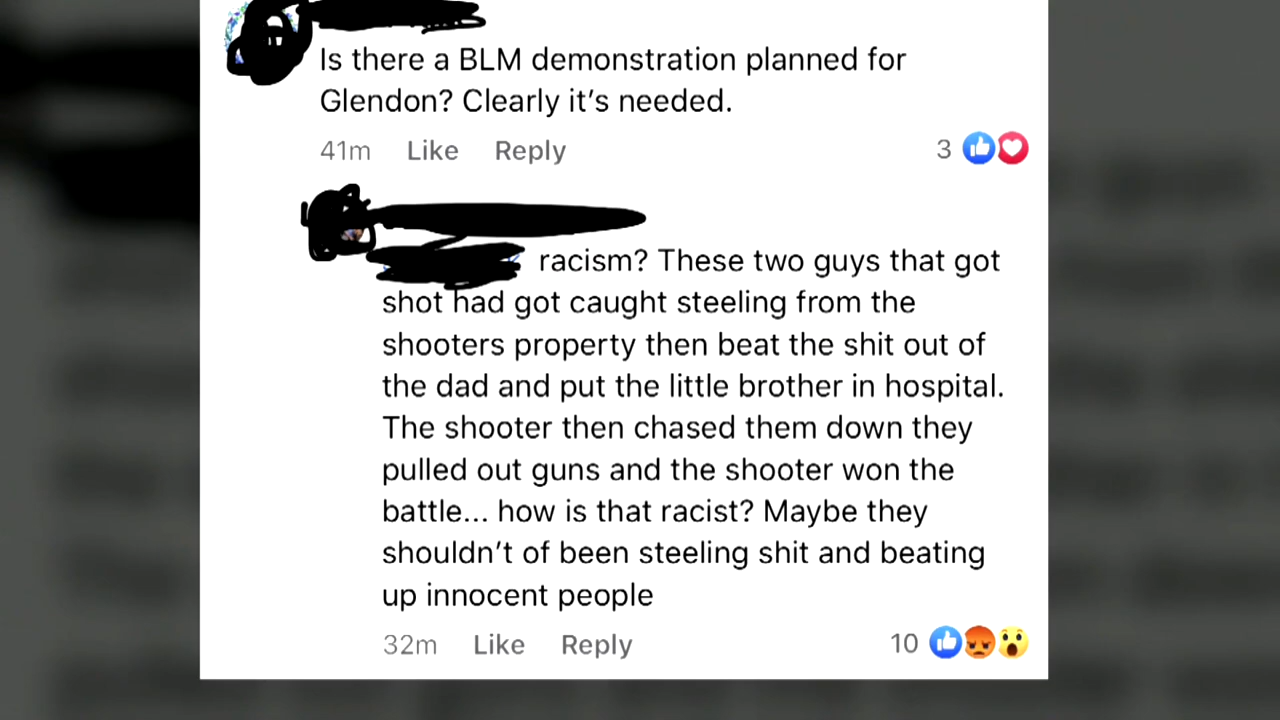 Is there a BLM demonstration planned for
Glendon? Clearly it's needed.
41m Like Reply 3
racism? These two guys that got
shot had got caught steeling from the
shooters property then beat the shit out of
the dad and put the little brother in hospital.
The shooter then chased them down they
pulled out guns and the shooter won the
battle... how is that racist? Maybe they
shouldn't of been steeling shit and beating
up innocent people
32m Like Reply 10